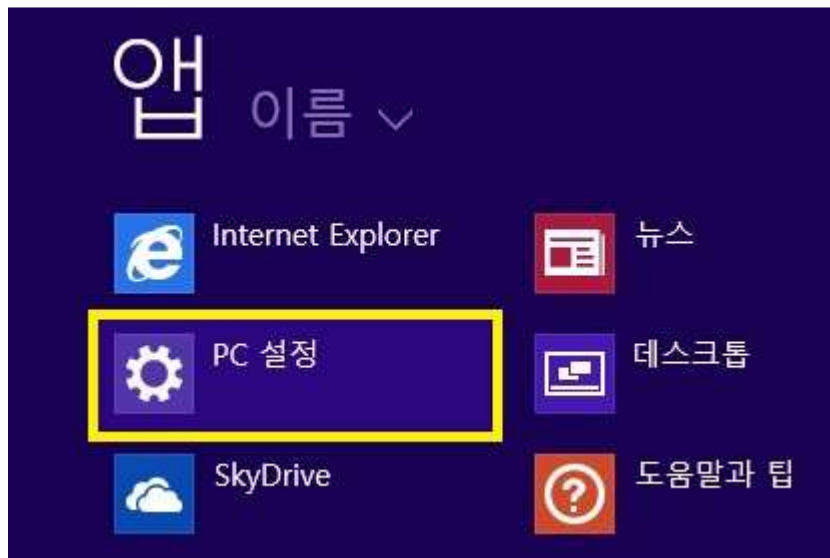 앱 이름
Internet Explorer
뉴스
PC 설정
데스크톱
SkyDrive
도움말과 팁